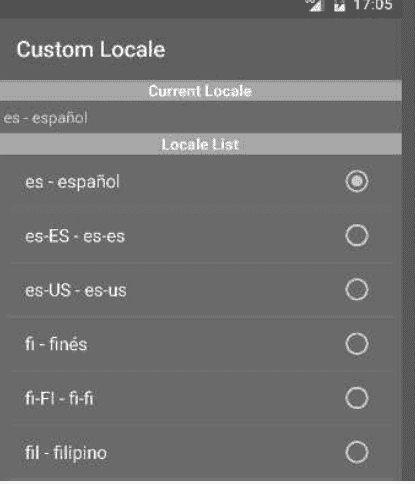 17:05
Custom Locale
Current Locale
es - español
Locale List
es - español
es-ES - es-es
es-US - es-us
fi - finés
fi-FI - fi-fi
fil - filipino